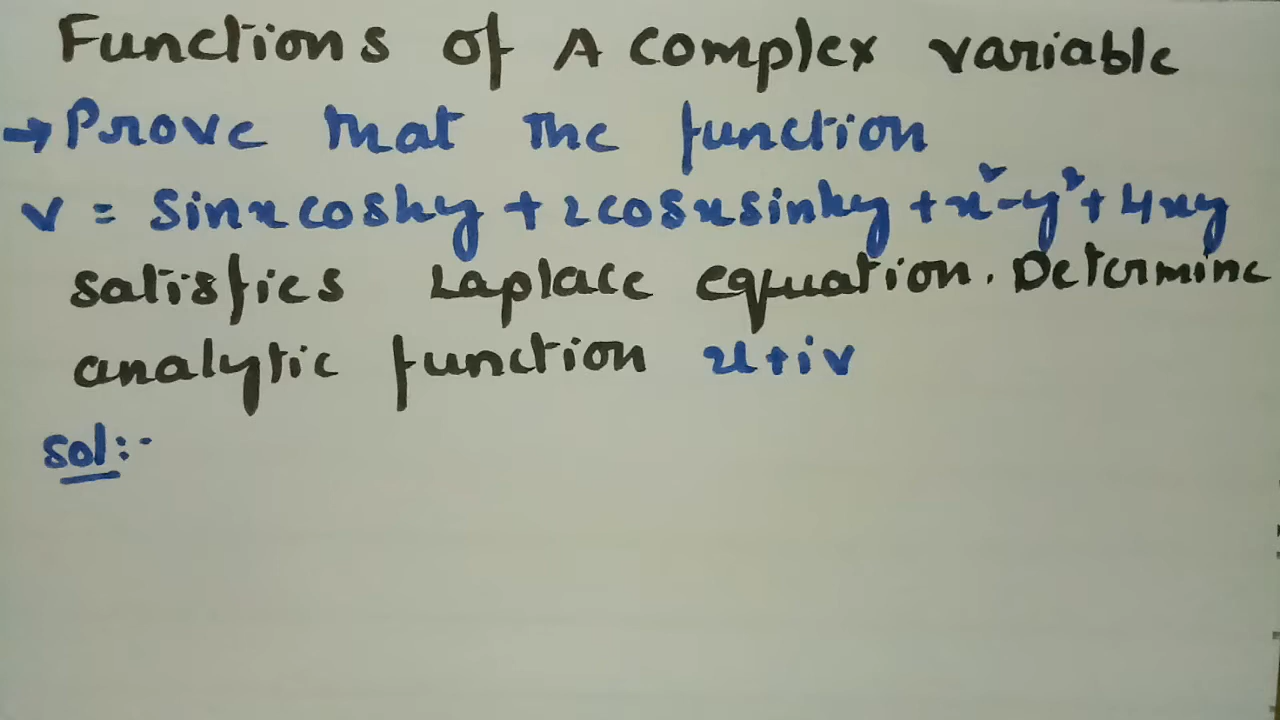 Functions of A complex variable
→ Prove that the function
v = sinx coshy + 2cosx sinhy + x² - y² + 4xy
satisfies Laplace equation. Determine
analytic function u+iv
sol:-